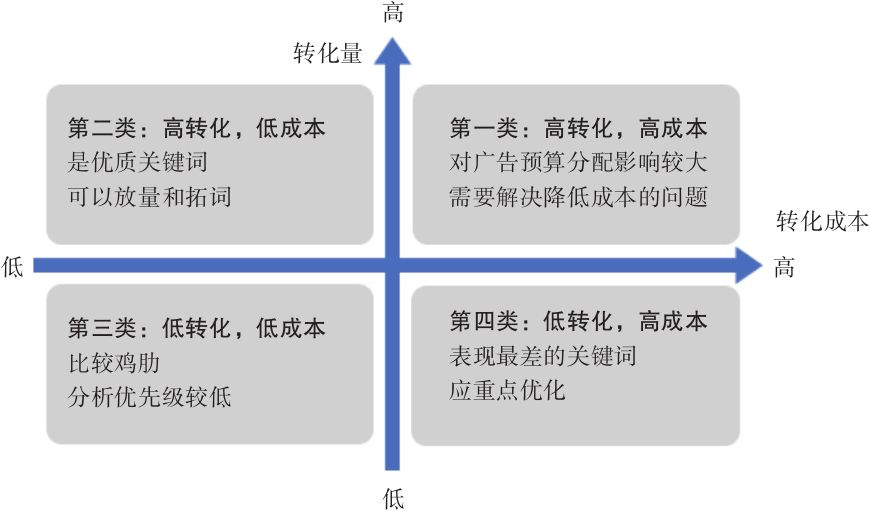 高
转化量
第二类：高转化，低成本
是优质关键词
可以放量和拓词
第一类：高转化，高成本
对广告预算分配影响较大
需要解决降低成本的问题
转化成本
低
高
第三类：低转化，低成本
比较鸡肋
分析优先级较低
第四类：低转化，高成本
表现最差的关键词
应重点优化
低